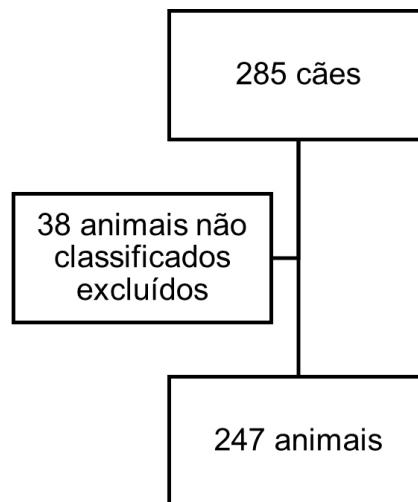 285 cães
38 animais não
classificados
excluídos
247 animais